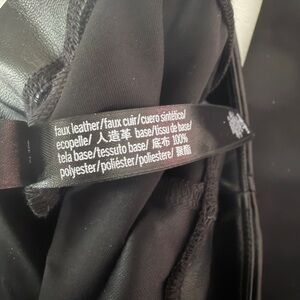 faux leather/faux cuir/cuero sintético/
ecopelle/ 人造革 base/tissu de base/
tela base/tessuto base/ 底布 100%
polyester/poliéster/poliestere/ 聚酯